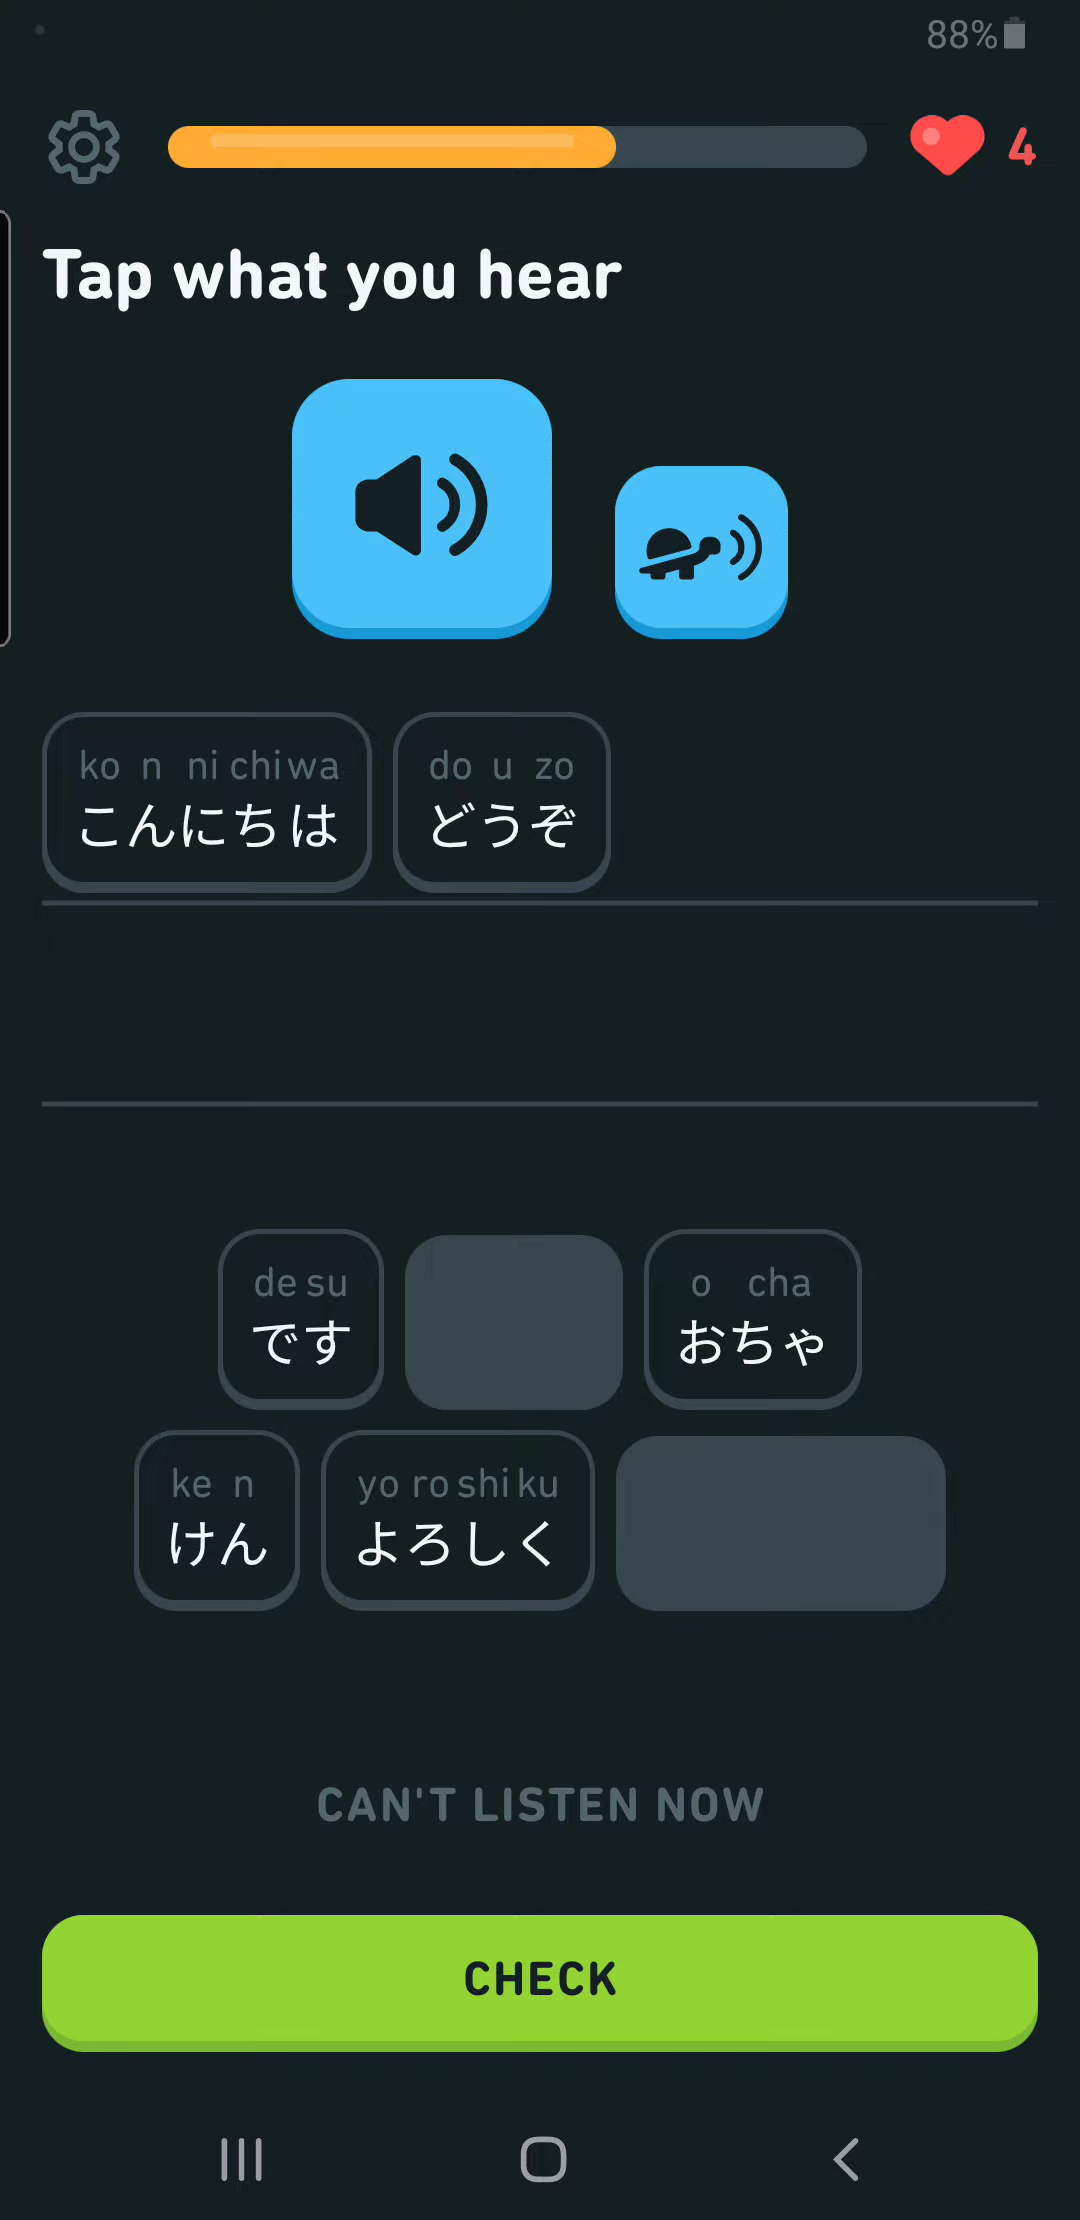 88%
4
Tap what you hear
ko n ni chi wa do u zo
こんにちは どうぞ
de su o cha
です おちゃ
ke n yo ro shi ku
けん よろしく
CAN'T LISTEN NOW
CHECK